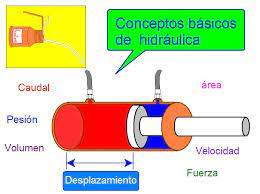 Conceptos básicos
de hidráulica
Caudal
área
Pesión
Volumen
Velocidad
Desplazamiento
Fuerza